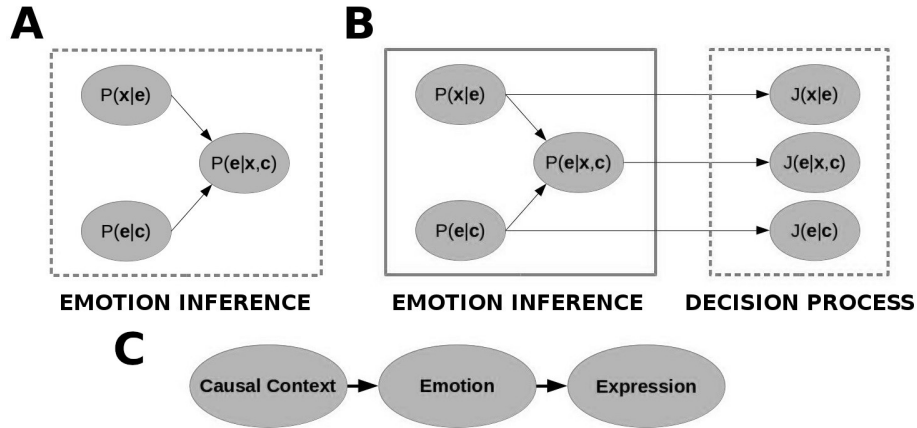 A
B
P(x|e)
P(e|x,c)
P(e|c)
EMOTION INFERENCE
P(x|e)
P(e|x,c)
P(e|c)
EMOTION INFERENCE
J(x|e)
J(e|x,c)
J(e|c)
DECISION PROCESS
C
Causal Context
Emotion
Expression